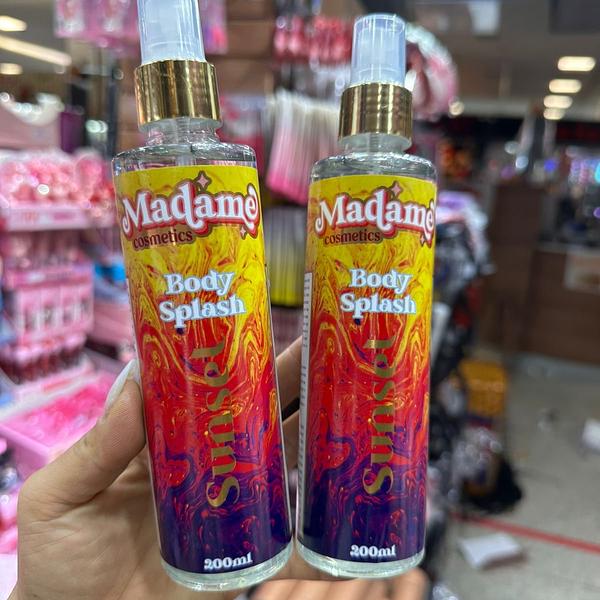 Madame
cosmetics
Body
Splash
Sunset
200ml
Madame
cosmetics
Body
Splash
Sunset
200ml